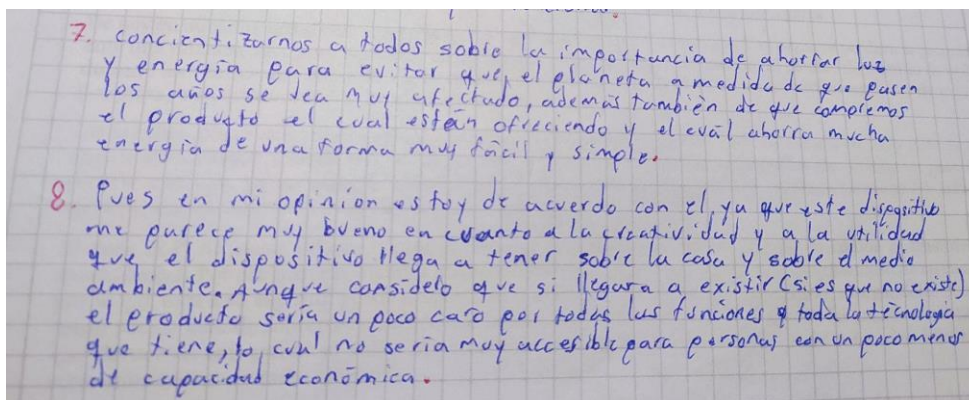 7. concientizarnos a todos sobre la importancia de ahorrar luz
y energía para evitar que, el planeta a medida de que pasen
los años se vea muy afectado, además también de que compremos
el producto el cual están ofreciendo y el cuál ahorra mucha
energía de una forma muy fácil y simple.
8. Pues en mi opinión estoy de acuerdo con el, ya que este dispositivo
me parece muy bueno en cuanto a la creatividad y a la utilidad
que el dispositivo llega a tener sobre la casa y sobre el medio
ambiente. Aunque considero que si llegara a existir (si es que no existe)
el producto sería un poco caro por todas las funciones y toda la tecnología
que tiene, lo cual no seria muy accesible para personas con un poco menos
de capacidad económica.